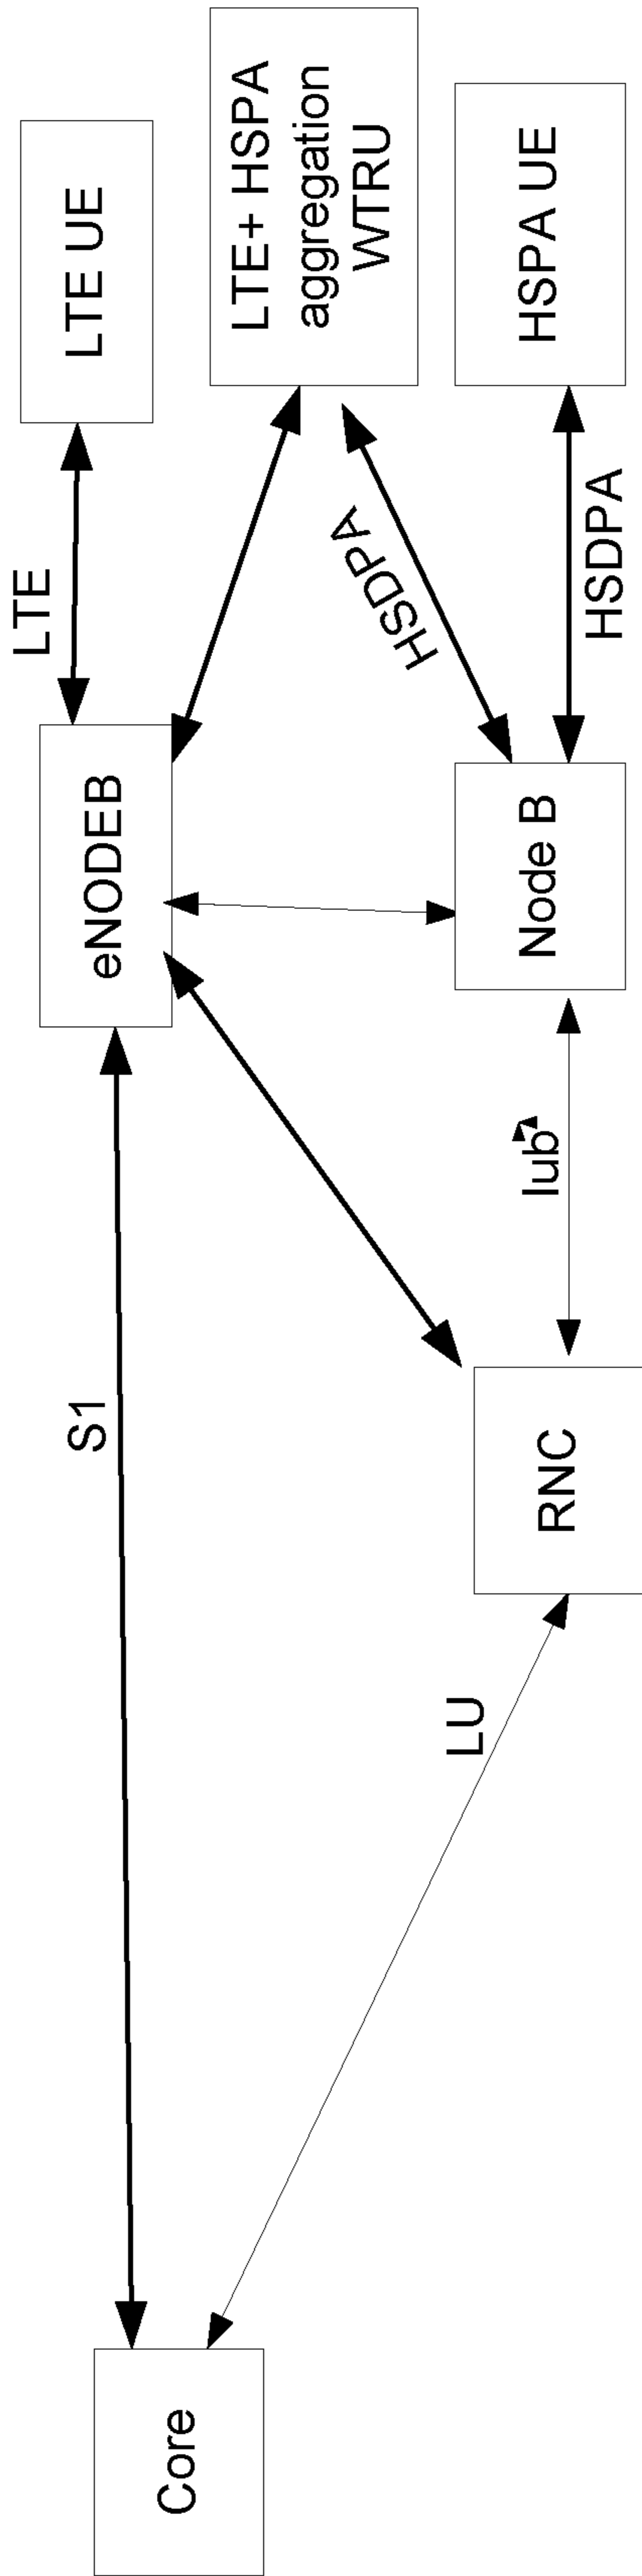 LTE UE
LTE+ HSPA
aggregation
WTRU
HSPA UE
LTE
HSDPA
HSDPA
eNODEB
Node B
S1
Iub
RNC
LU
Core